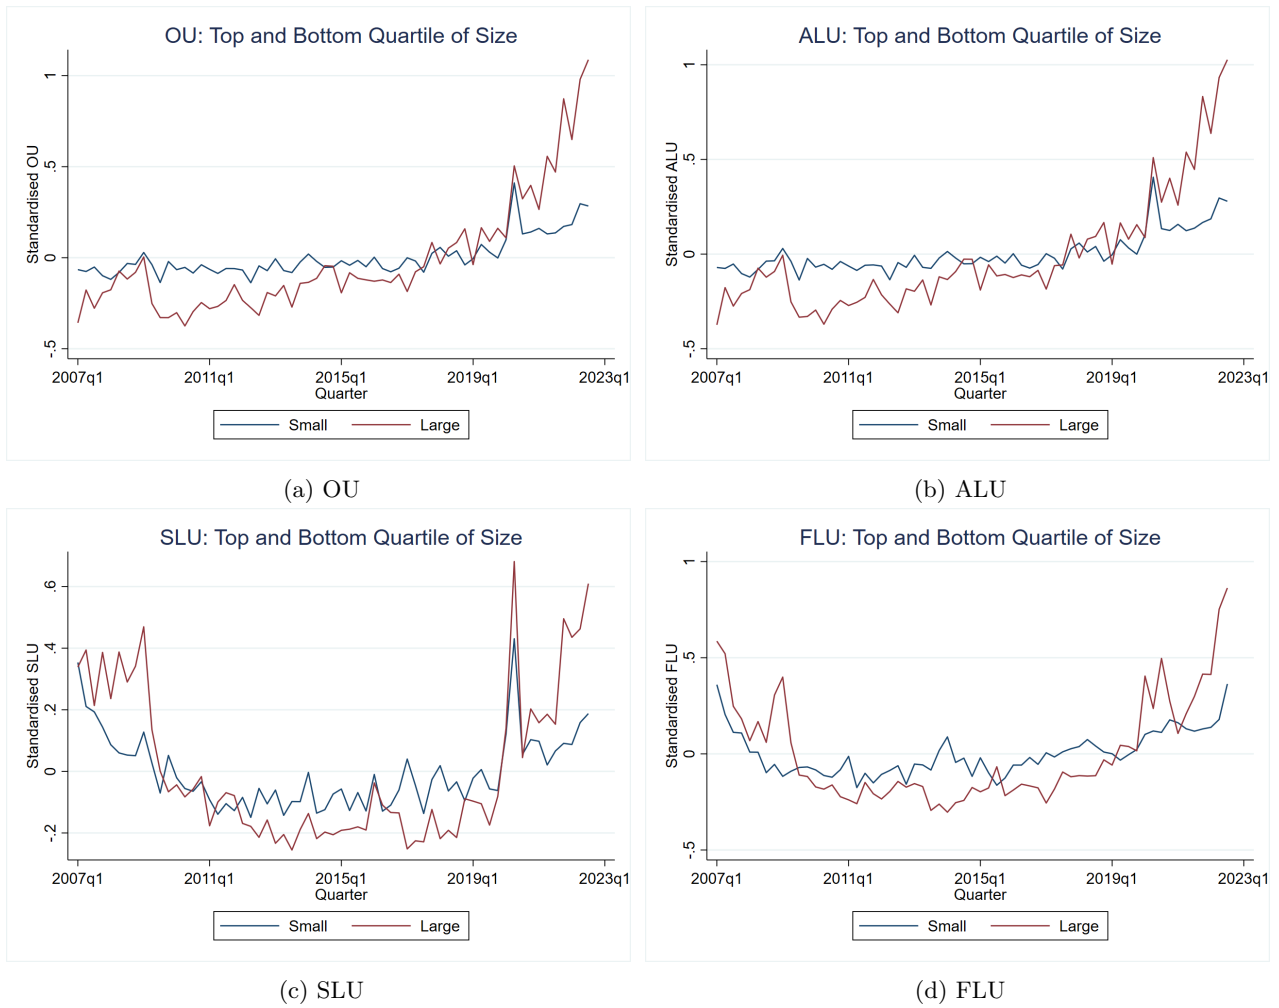 OU: Top and Bottom Quartile of Size
Standardised OU
1
.5
0
-.5
2007q1 2011q1 2015q1 2019q1 2023q1
Quarter
Small Large
(a) OU
ALU: Top and Bottom Quartile of Size
Standardised ALU
1
.5
0
-.5
2007q1 2011q1 2015q1 2019q1 2023q1
Quarter
Small Large
(b) ALU
SLU: Top and Bottom Quartile of Size
Standardised SLU
.6
.4
.2
0
-.2
2007q1 2011q1 2015q1 2019q1 2023q1
Quarter
Small Large
(c) SLU
FLU: Top and Bottom Quartile of Size
Standardised FLU
1
.5
0
-.5
2007q1 2011q1 2015q1 2019q1 2023q1
Quarter
Small Large
(d) FLU